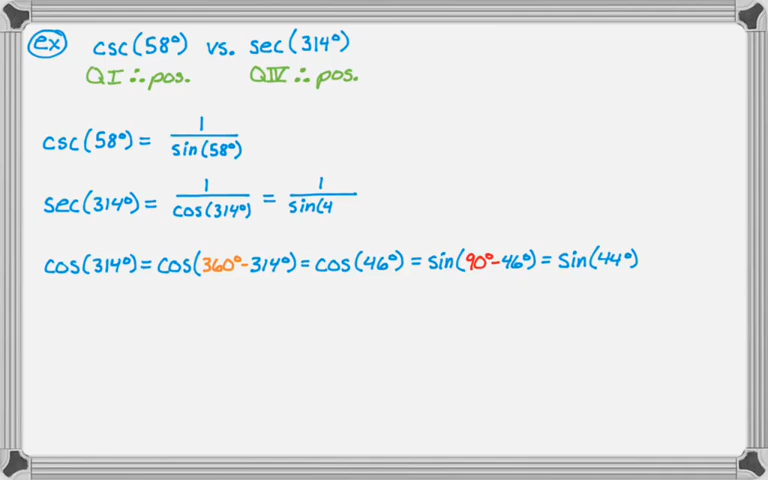 ex csc(58°) vs. sec(314°)
QI ∴ pos. QIV ∴ pos.
csc(58°) = 1/sin(58°)
sec(314°) = 1/cos(314°) = 1/sin(4
cos(314°) = cos(360°-314°) = cos(46°) = sin(90°-46°) = sin(44°)